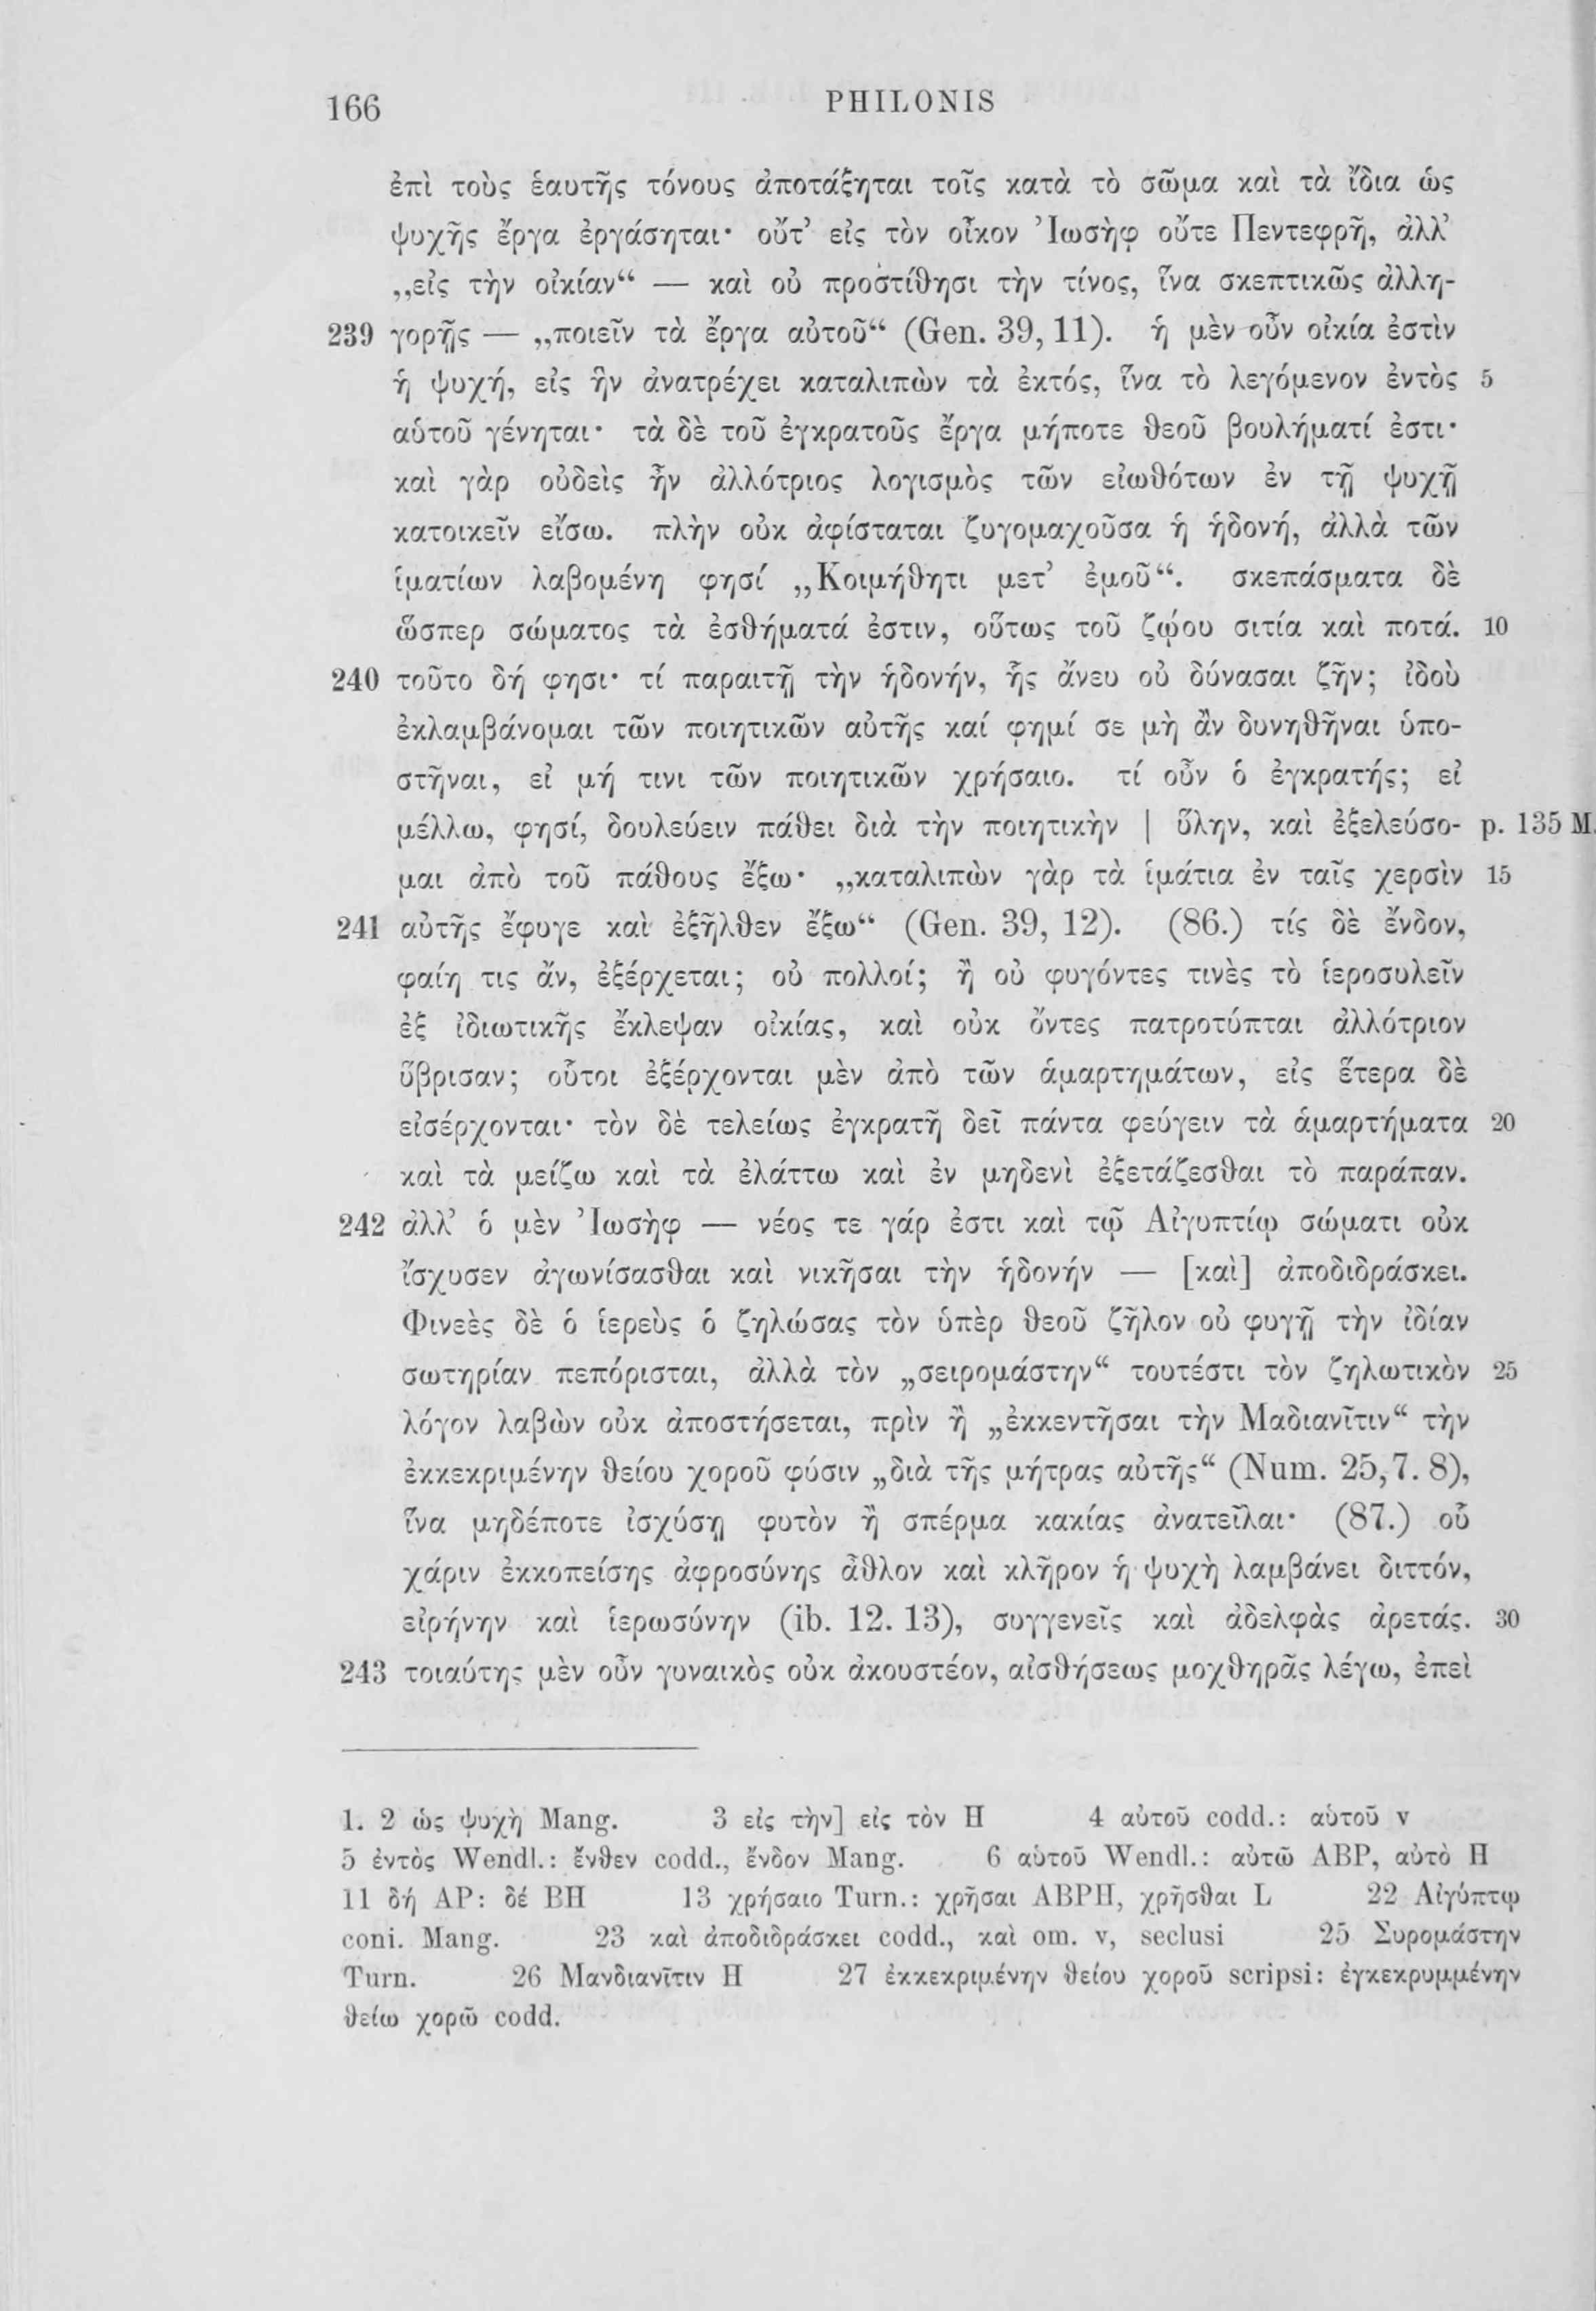 166 PHILONIS
ἐπὶ τοὺς ἑαυτῆς τόνους ἀποτάξηται τοῖς κατὰ τὸ σῶμα καὶ τὰ ἴδια ὡς
ψυχῆς ἔργα ἐργάσηται· οὔτ’ εἰς τὸν οἶκον Ἰωσὴφ οὔτε Πεντεφρῆ, ἀλλ’
„εἰς τὴν οἰκίαν“ — καὶ οὐ προστίθησι τὴν τίνος, ἵνα σκεπτικῶς ἀλλη-
239 γορῇς — „ποιεῖν τὰ ἔργα αὐτοῦ“ (Gen. 39, 11). ἡ μὲν οὖν οἰκία ἐστὶν
ἡ ψυχή, εἰς ἣν ἀνατρέχει καταλιπὼν τὰ ἐκτός, ἵνα τὸ λεγόμενον ἐντὸς 5
αὑτοῦ γένηται· τὰ δὲ τοῦ ἐγκρατοῦς ἔργα μήποτε θεοῦ βουλήματί ἐστι·
καὶ γὰρ οὐδεὶς ἦν ἀλλότριος λογισμὸς τῶν εἰωθότων ἐν τῇ ψυχῇ
κατοικεῖν εἴσω. πλὴν οὐκ ἀφίσταται ζυγομαχοῦσα ἡ ἡδονή, ἀλλὰ τῶν
ἱματίων λαβομένη φησί „Κοιμήθητι μετ’ ἐμοῦ“. σκεπάσματα δὲ
ὥσπερ σώματος τὰ ἐσθήματά ἐστιν, οὕτως τοῦ ζῴου σιτία καὶ ποτά. 10
240 τοῦτο δή φησι· τί παραιτῇ τὴν ἡδονήν, ἧς ἄνευ οὐ δύνασαι ζῆν; ἰδοὺ
ἐκλαμβάνομαι τῶν ποιητικῶν αὐτῆς καί φημί σε μὴ ἂν δυνηθῆναι ὑπο-
στῆναι, εἰ μή τινι τῶν ποιητικῶν χρήσαιο. τί οὖν ὁ ἐγκρατής; εἰ
μέλλω, φησί, δουλεύειν πάθει διὰ τὴν ποιητικὴν | ὕλην, καὶ ἐξελεύσο- p. 135 M.
μαι ἀπὸ τοῦ πάθους ἔξω· „καταλιπὼν γὰρ τὰ ἱμάτια ἐν ταῖς χερσὶν 15
241 αὐτῆς ἔφυγε καὶ ἐξῆλθεν ἔξω“ (Gen. 39, 12). (86.) τίς δὲ ἔνδον,
φαίη τις ἄν, ἐξέρχεται; οὐ πολλοί; ἢ οὐ φυγόντες τινὲς τὸ ἱεροσυλεῖν
ἐξ ἰδιωτικῆς ἔκλεψαν οἰκίας, καὶ οὐκ ὄντες πατροτύπται ἀλλότριον
ὕβρισαν; οὗτοι ἐξέρχονται μὲν ἀπὸ τῶν ἁμαρτημάτων, εἰς ἕτερα δὲ
εἰσέρχονται· τὸν δὲ τελείως ἐγκρατῆ δεῖ πάντα φεύγειν τὰ ἁμαρτήματα 20
καὶ τὰ μείζω καὶ τὰ ἐλάττω καὶ ἐν μηδενὶ ἐξετάζεσθαι τὸ παράπαν.
242 ἀλλ’ ὁ μὲν Ἰωσὴφ — νέος τε γάρ ἐστι καὶ τῷ Αἰγυπτίῳ σώματι οὐκ
ἴσχυσεν ἀγωνίσασθαι καὶ νικῆσαι τὴν ἡδονήν — [καὶ] ἀποδιδράσκει.
Φινεὲς δὲ ὁ ἱερεὺς ὁ ζηλώσας τὸν ὑπὲρ θεοῦ ζῆλον οὐ φυγῇ τὴν ἰδίαν
σωτηρίαν πεπόρισται, ἀλλὰ τὸν „σειρομάστην“ τουτέστι τὸν ζηλωτικὸν 25
λόγον λαβὼν οὐκ ἀποστήσεται, πρὶν ἢ „ἐκκεντῆσαι τὴν Μαδιανῖτιν“ τὴν
ἐκκεκριμένην θείου χοροῦ φύσιν „διὰ τῆς μήτρας αὐτῆς“ (Num. 25, 7. 8),
ἵνα μηδέποτε ἰσχύσῃ φυτὸν ἢ σπέρμα κακίας ἀνατεῖλαι· (87.) οὗ
χάριν ἐκκοπείσης ἀφροσύνης ἆθλον καὶ κλῆρον ἡ ψυχὴ λαμβάνει διττόν,
εἰρήνην καὶ ἱερωσύνην (ib. 12. 13), συγγενεῖς καὶ ἀδελφὰς ἀρετάς. 30
243 τοιαύτης μὲν οὖν γυναικὸς οὐκ ἀκουστέον, αἰσθήσεως μοχθηρᾶς λέγω, ἐπεὶ
1. 2 ὡς ψυχὴ Mang. 3 εἰς τὴν] εἰς τὸν H 4 αὐτοῦ codd.: αὑτοῦ v
5 ἐντὸς Wendl.: ἔνθεν codd., ἔνδον Mang. 6 αὑτοῦ Wendl.: αὐτῶ ABP, αὐτὸ H
11 δή AP: δέ BH 13 χρήσαιο Turn.: χρῆσαι ABPH, χρῆσθαι L 22 Αἰγύπτῳ
coni. Mang. 23 καὶ ἀποδιδράσκει codd., καὶ om. v, seclusi 25 Συρομάστην
Turn. 26 Μανδιανῖτιν H 27 ἐκκεκριμένην θείου χοροῦ scripsi: ἐγκεκρυμμένην
θείω χορῶ codd.